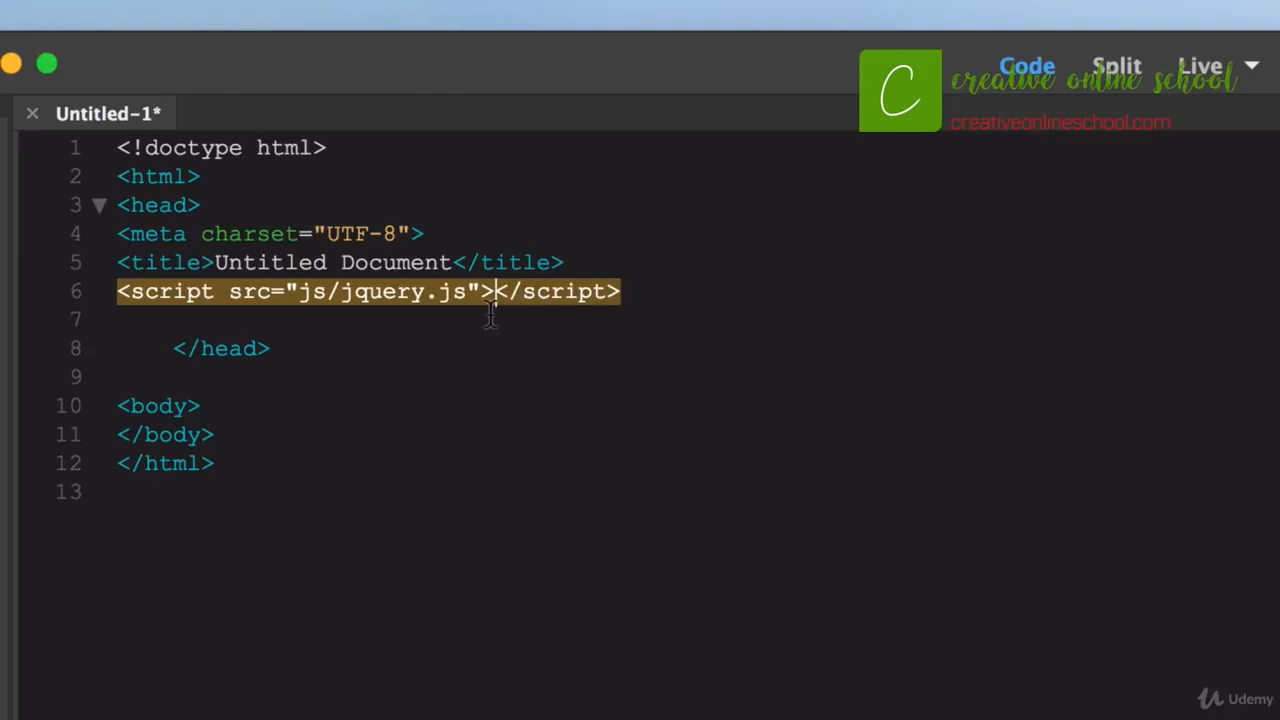 Code Split Live
C creative online school
creativeonlineschool.com
Untitled-1*
1 <!doctype html>
2 <html>
3 <head>
4 <meta charset="UTF-8">
5 <title>Untitled Document</title>
6 <script src="js/jquery.js"></script>
7
8 </head>
9
10 <body>
11 </body>
12 </html>
13
Udemy